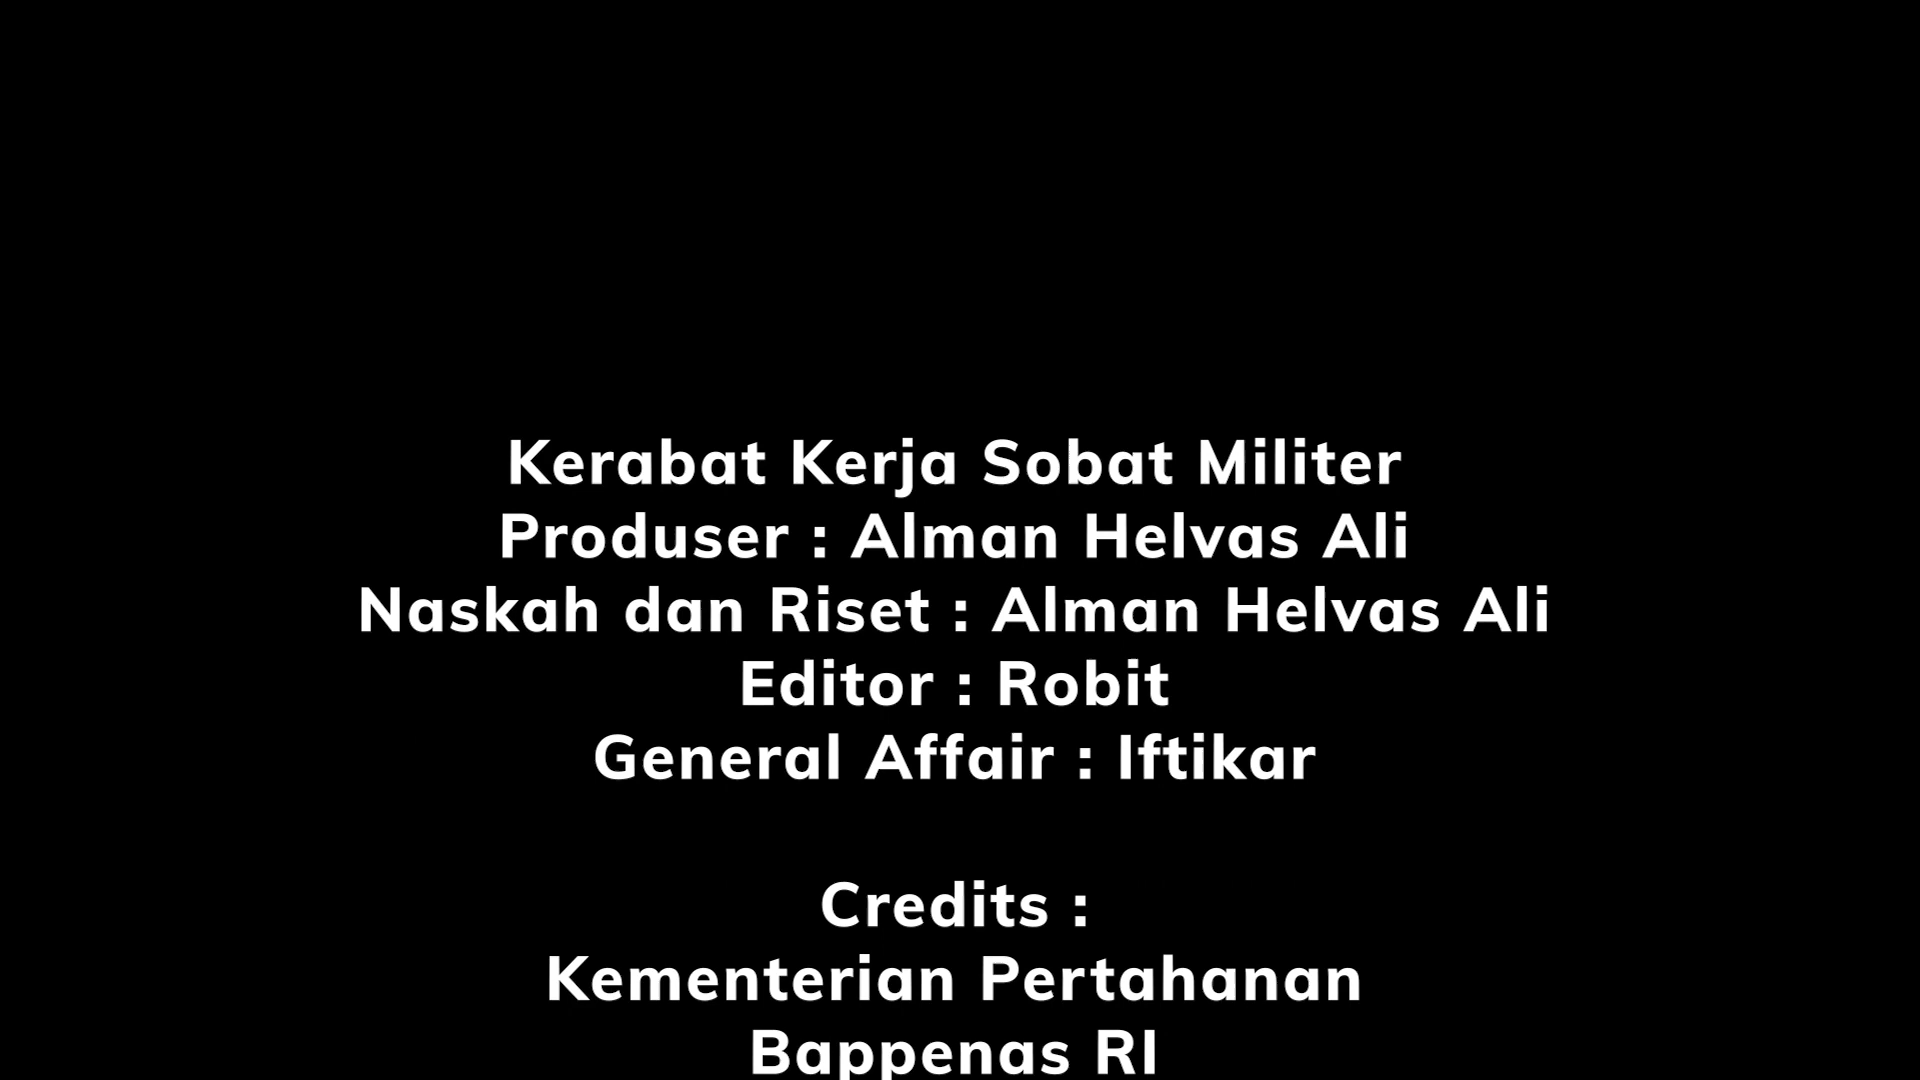 Kerabat Kerja Sobat Militer
Produser : Alman Helvas Ali
Naskah dan Riset : Alman Helvas Ali
Editor : Robit
General Affair : Iftikar
Credits :
Kementerian Pertahanan
Bappenas RI